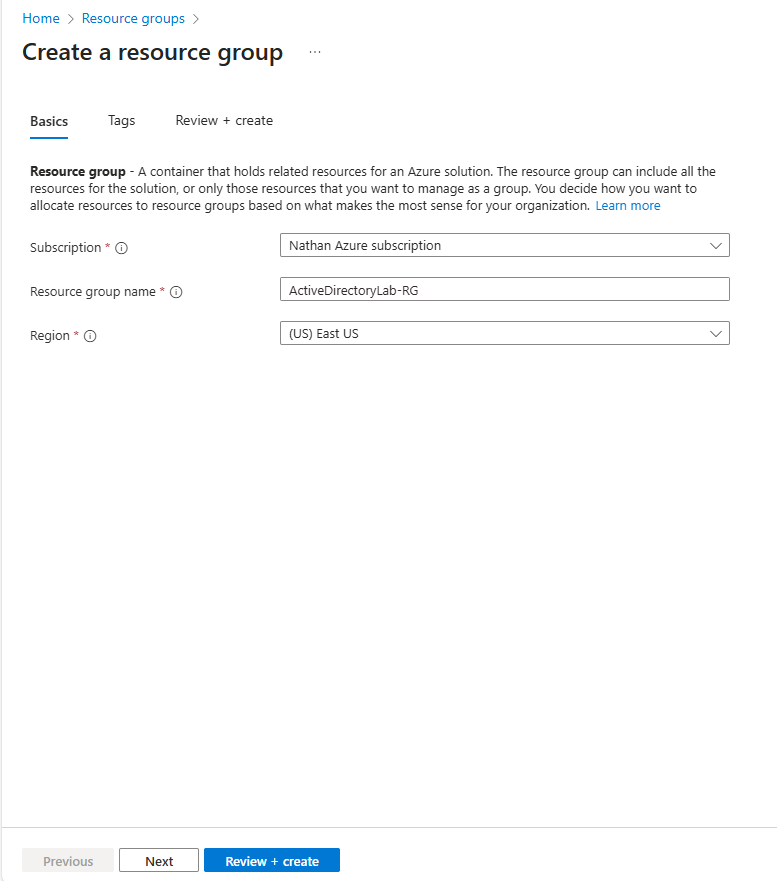 Home > Resource groups >
Create a resource group ...
Basics Tags Review + create
Resource group - A container that holds related resources for an Azure solution. The resource group can include all the
resources for the solution, or only those resources that you want to manage as a group. You decide how you want to
allocate resources to resource groups based on what makes the most sense for your organization. Learn more
Subscription * Nathan Azure subscription
Resource group name * ActiveDirectoryLab-RG
Region * (US) East US
Previous Next Review + create